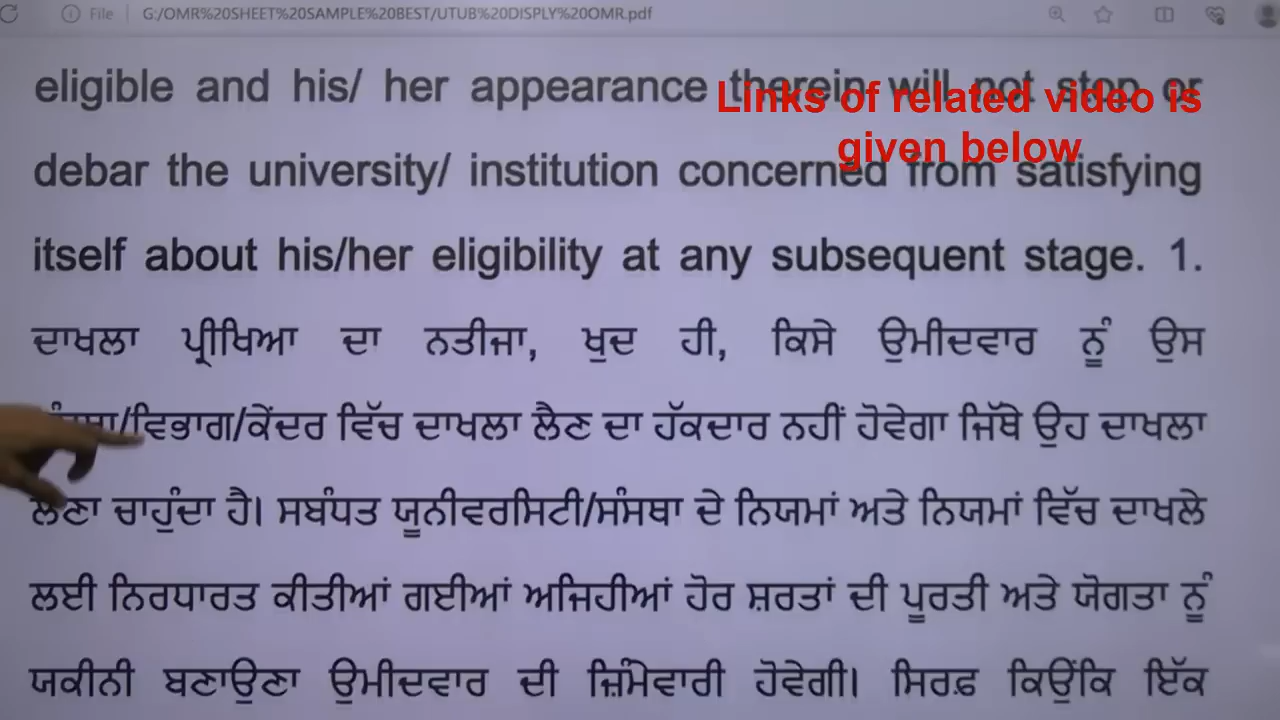 File
G:/OMR%20SHEET%20SAMPLE%20BEST/UTUB%20DISPLY%20OMR.pdf
eligible and his/ her appearance therein will not stop or
Links of related video is
given below
debar the university/ institution concerned from satisfying
itself about his/her eligibility at any subsequent stage. 1.
ਦਾਖਲਾ ਪ੍ਰੀਖਿਆ ਦਾ ਨਤੀਜਾ, ਖੁਦ ਹੀ, ਕਿਸੇ ਉਮੀਦਵਾਰ ਨੂੰ ਉਸ
/ਵਿਭਾਗ/ਕੇਂਦਰ ਵਿੱਚ ਦਾਖਲਾ ਲੈਣ ਦਾ ਹੱਕਦਾਰ ਨਹੀਂ ਹੋਵੇਗਾ ਜਿੱਥੇ ਉਹ ਦਾਖਲਾ
ਲੈਣਾ ਚਾਹੁੰਦਾ ਹੈ। ਸਬੰਧਤ ਯੂਨੀਵਰਸਿਟੀ/ਸੰਸਥਾ ਦੇ ਨਿਯਮਾਂ ਅਤੇ ਨਿਯਮਾਂ ਵਿੱਚ ਦਾਖਲੇ
ਲਈ ਨਿਰਧਾਰਤ ਕੀਤੀਆਂ ਗਈਆਂ ਅਜਿਹੀਆਂ ਹੋਰ ਸ਼ਰਤਾਂ ਦੀ ਪੂਰਤੀ ਅਤੇ ਯੋਗਤਾ ਨੂੰ
ਯਕੀਨੀ ਬਣਾਉਣਾ ਉਮੀਦਵਾਰ ਦੀ ਜ਼ਿੰਮੇਵਾਰੀ ਹੋਵੇਗੀ। ਸਿਰਫ਼ ਕਿਉਂਕਿ ਇੱਕ